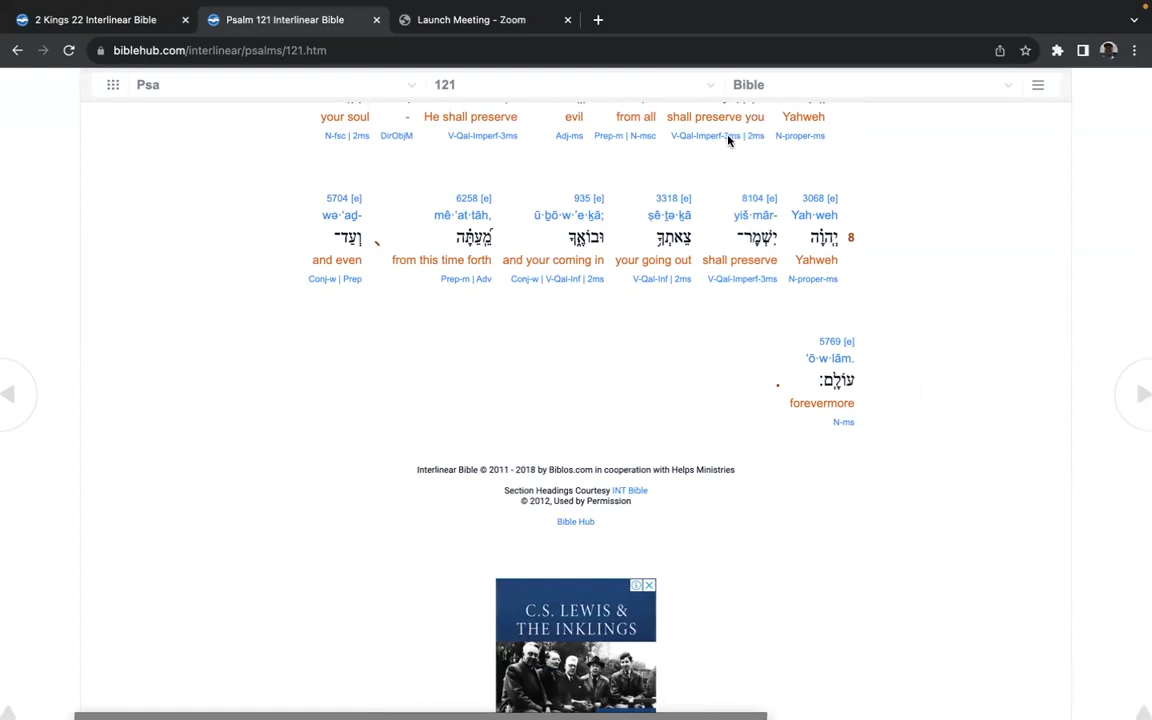 2 Kings 22 Interlinear Bible
Psalm 121 Interlinear Bible
Launch Meeting - Zoom
biblehub.com/interlinear/psalms/121.htm
Psa 121 Bible
your soul - He shall preserve evil from all shall preserve you Yahweh
N-fsc | 2ms DirObjM V-Qal-Imperf-3ms Adj-ms Prep-m | N-msc V-Qal-Imperf-3ms | 2ms N-proper-ms
5704 [e] 6258 [e] 935 [e] 3318 [e] 8104 [e] 3068 [e]
wə·‘aḏ- mê·‘at·tāh, ū·ḇō·w·’e·ḵā; ṣê·ṯə·ḵā yiš·mār- Yah·weh
8 יְֽהוָ֗ה יִשְׁמָר־ צֵאתְךָ֥ וּבוֹאֶ֑ךָ מֵֽ֝עַתָּ֗ה וְעַד־
and even from this time forth and your coming in your going out shall preserve Yahweh
Conj-w | Prep Prep-m | Adv Conj-w | V-Qal-Inf | 2ms V-Qal-Inf | 2ms V-Qal-Imperf-3ms N-proper-ms
5769 [e]
‘ō·w·lām.
עוֹלָֽם׃
.
forevermore
N-ms
Interlinear Bible © 2011 - 2018 by Biblos.com in cooperation with Helps Ministries
Section Headings Courtesy INT Bible
© 2012, Used by Permission
Bible Hub
C.S. LEWIS &
THE INKLINGS